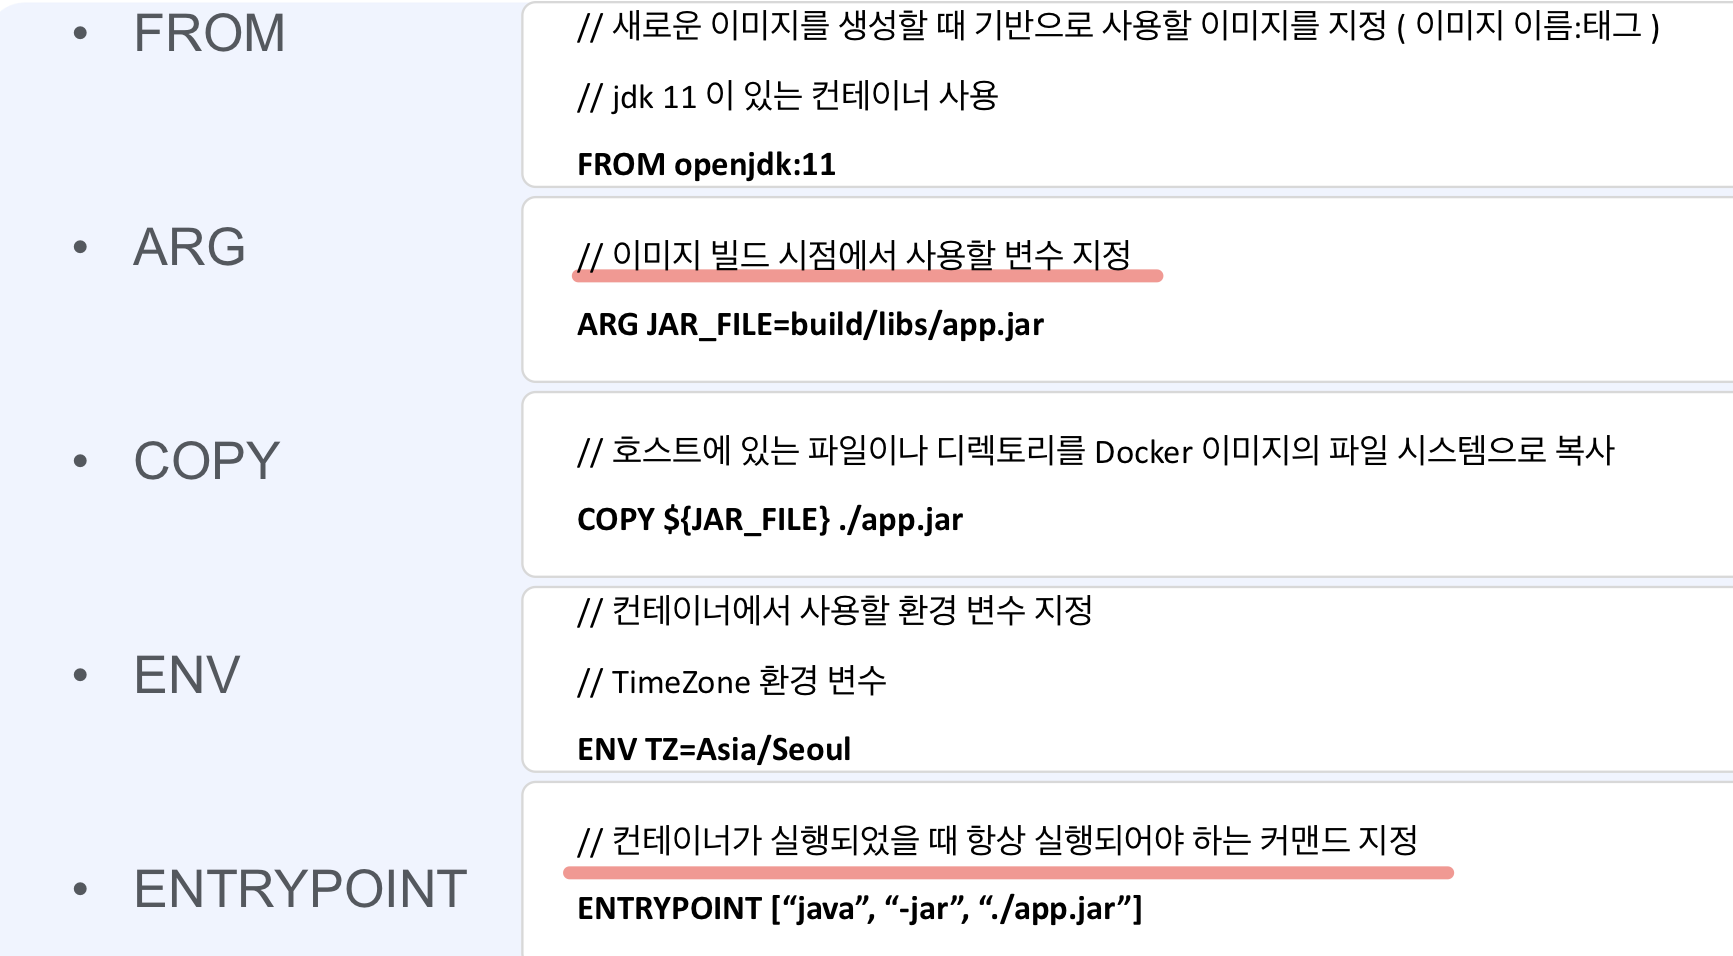 • FROM
// 새로운 이미지를 생성할 때 기반으로 사용할 이미지를 지정 ( 이미지 이름:태그 )
// jdk 11 이 있는 컨테이너 사용
FROM openjdk:11
• ARG
// 이미지 빌드 시점에서 사용할 변수 지정
ARG JAR_FILE=build/libs/app.jar
• COPY
// 호스트에 있는 파일이나 디렉토리를 Docker 이미지의 파일 시스템으로 복사
COPY ${JAR_FILE} ./app.jar
• ENV
// 컨테이너에서 사용할 환경 변수 지정
// TimeZone 환경 변수
ENV TZ=Asia/Seoul
• ENTRYPOINT
// 컨테이너가 실행되었을 때 항상 실행되어야 하는 커맨드 지정
ENTRYPOINT [“java”, “-jar”, “./app.jar”]